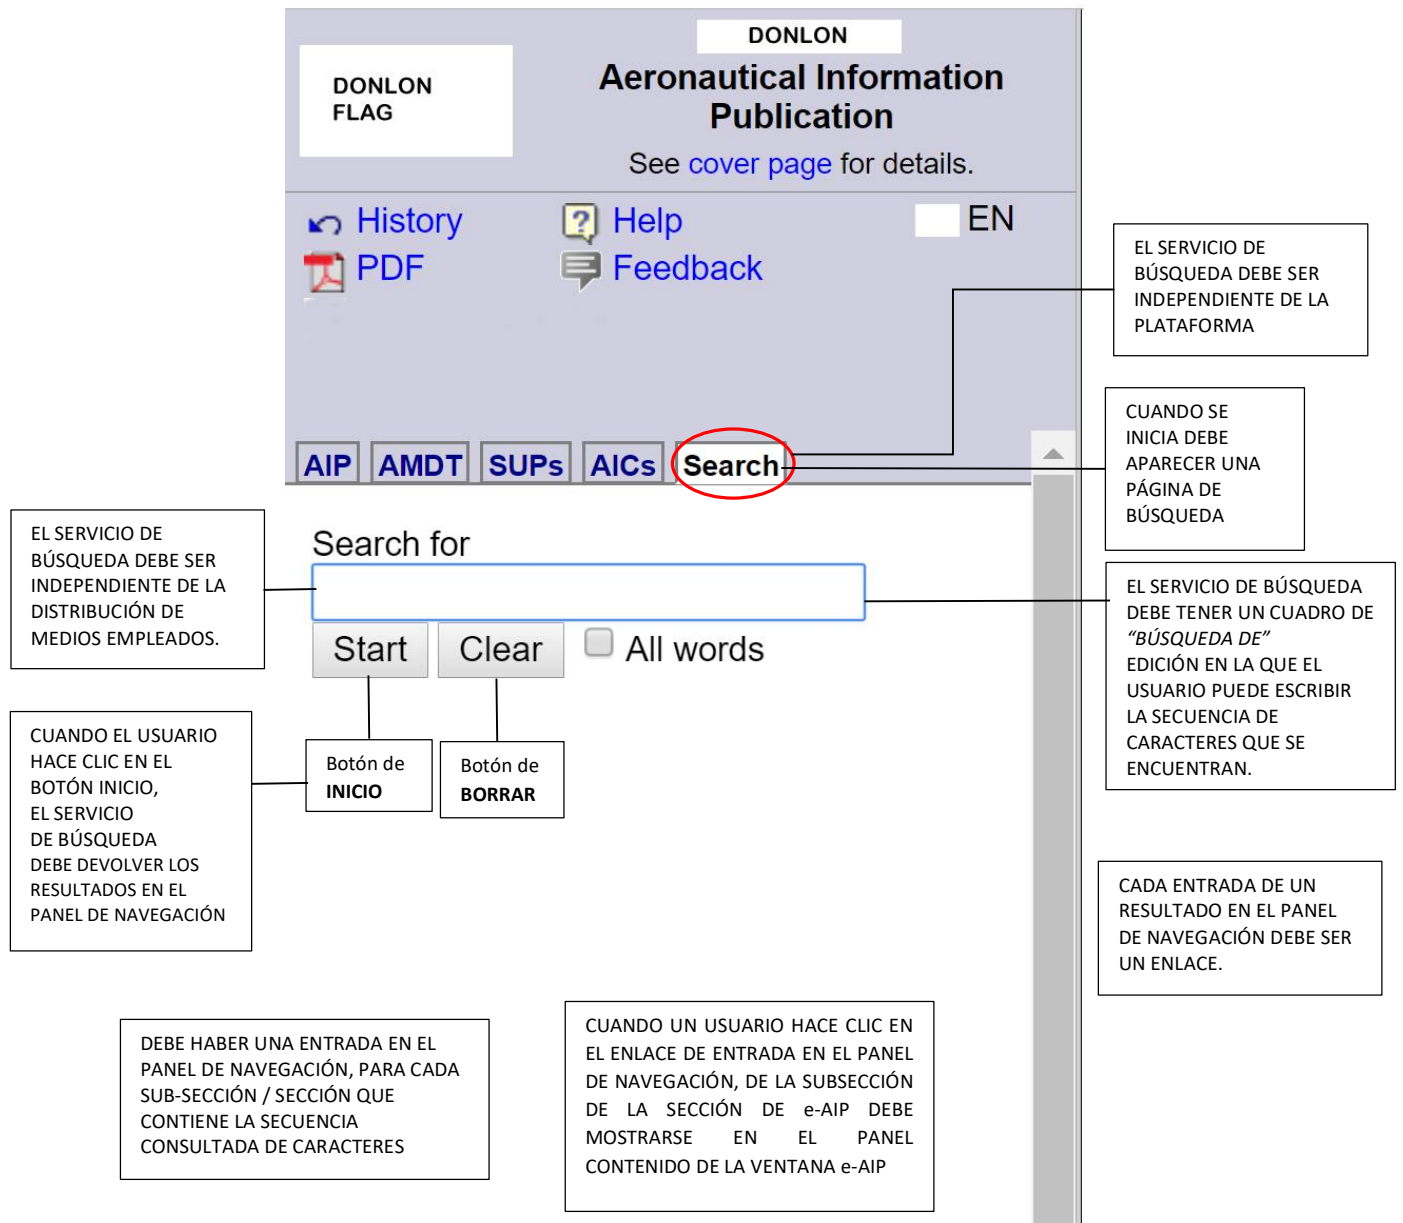 DONLON
FLAG
DONLON
Aeronautical Information
Publication
See cover page for details.
History
Help
EN
PDF
Feedback
AIP
AMDT
SUPs
AICs
Search
Search for
Start
Clear
All words
EL SERVICIO DE
BÚSQUEDA DEBE SER
INDEPENDIENTE DE LA
PLATAFORMA
CUANDO SE
INICIA DEBE
APARECER UNA
PÁGINA DE
BÚSQUEDA
EL SERVICIO DE
BÚSQUEDA DEBE SER
INDEPENDIENTE DE LA
DISTRIBUCIÓN DE
MEDIOS EMPLEADOS.
EL SERVICIO DE BÚSQUEDA
DEBE TENER UN CUADRO DE
“BÚSQUEDA DE”
EDICIÓN EN LA QUE EL
USUARIO PUEDE ESCRIBIR
LA SECUENCIA DE
CARACTERES QUE SE
ENCUENTRAN.
CUANDO EL USUARIO
HACE CLIC EN EL
BOTÓN INICIO,
EL SERVICIO
DE BÚSQUEDA
DEBE DEVOLVER LOS
RESULTADOS EN EL
PANEL DE NAVEGACIÓN
Botón de
INICIO
Botón de
BORRAR
CADA ENTRADA DE UN
RESULTADO EN EL PANEL
DE NAVEGACIÓN DEBE SER
UN ENLACE.
DEBE HABER UNA ENTRADA EN EL
PANEL DE NAVEGACIÓN, PARA CADA
SUB-SECCIÓN / SECCIÓN QUE
CONTIENE LA SECUENCIA
CONSULTADA DE CARACTERES
CUANDO UN USUARIO HACE CLIC EN
EL ENLACE DE ENTRADA EN EL PANEL
DE NAVEGACIÓN, DE LA SUBSECCIÓN
DE LA SECCIÓN DE e-AIP DEBE
MOSTRARSE EN EL PANEL
CONTENIDO DE LA VENTANA e-AIP